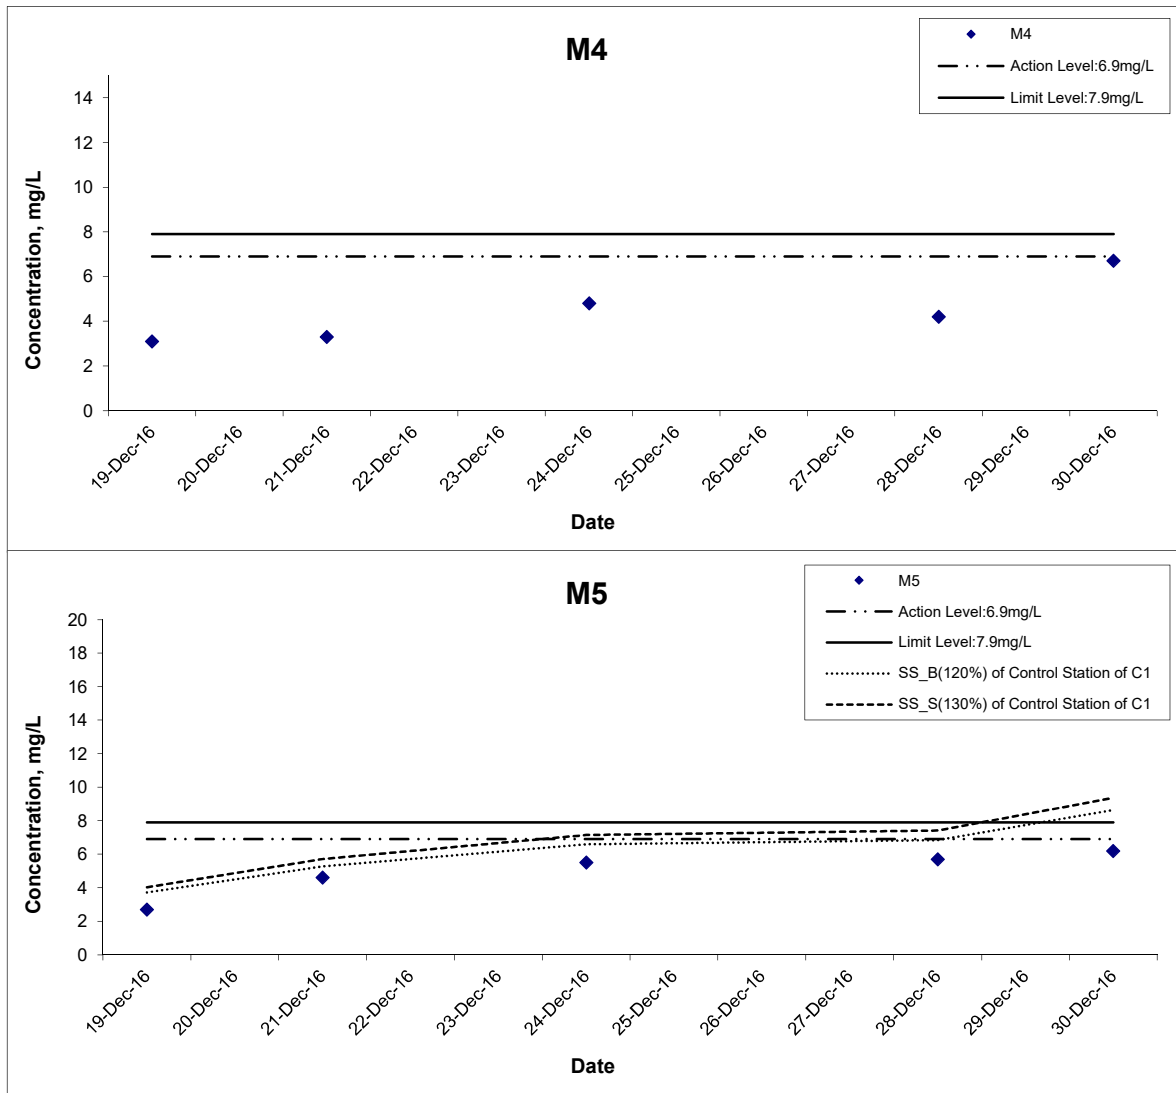 M4
M4
Action Level:6.9mg/L
Limit Level:7.9mg/L
Concentration, mg/L
14
12
10
8
6
4
2
0
19-Dec-16
20-Dec-16
21-Dec-16
22-Dec-16
23-Dec-16
24-Dec-16
25-Dec-16
26-Dec-16
27-Dec-16
28-Dec-16
29-Dec-16
30-Dec-16
Date
M5
M5
Action Level:6.9mg/L
Limit Level:7.9mg/L
SS_B(120%) of Control Station of C1
SS_S(130%) of Control Station of C1
Concentration, mg/L
20
18
16
14
12
10
8
6
4
2
0
19-Dec-16
20-Dec-16
21-Dec-16
22-Dec-16
23-Dec-16
24-Dec-16
25-Dec-16
26-Dec-16
27-Dec-16
28-Dec-16
29-Dec-16
30-Dec-16
Date